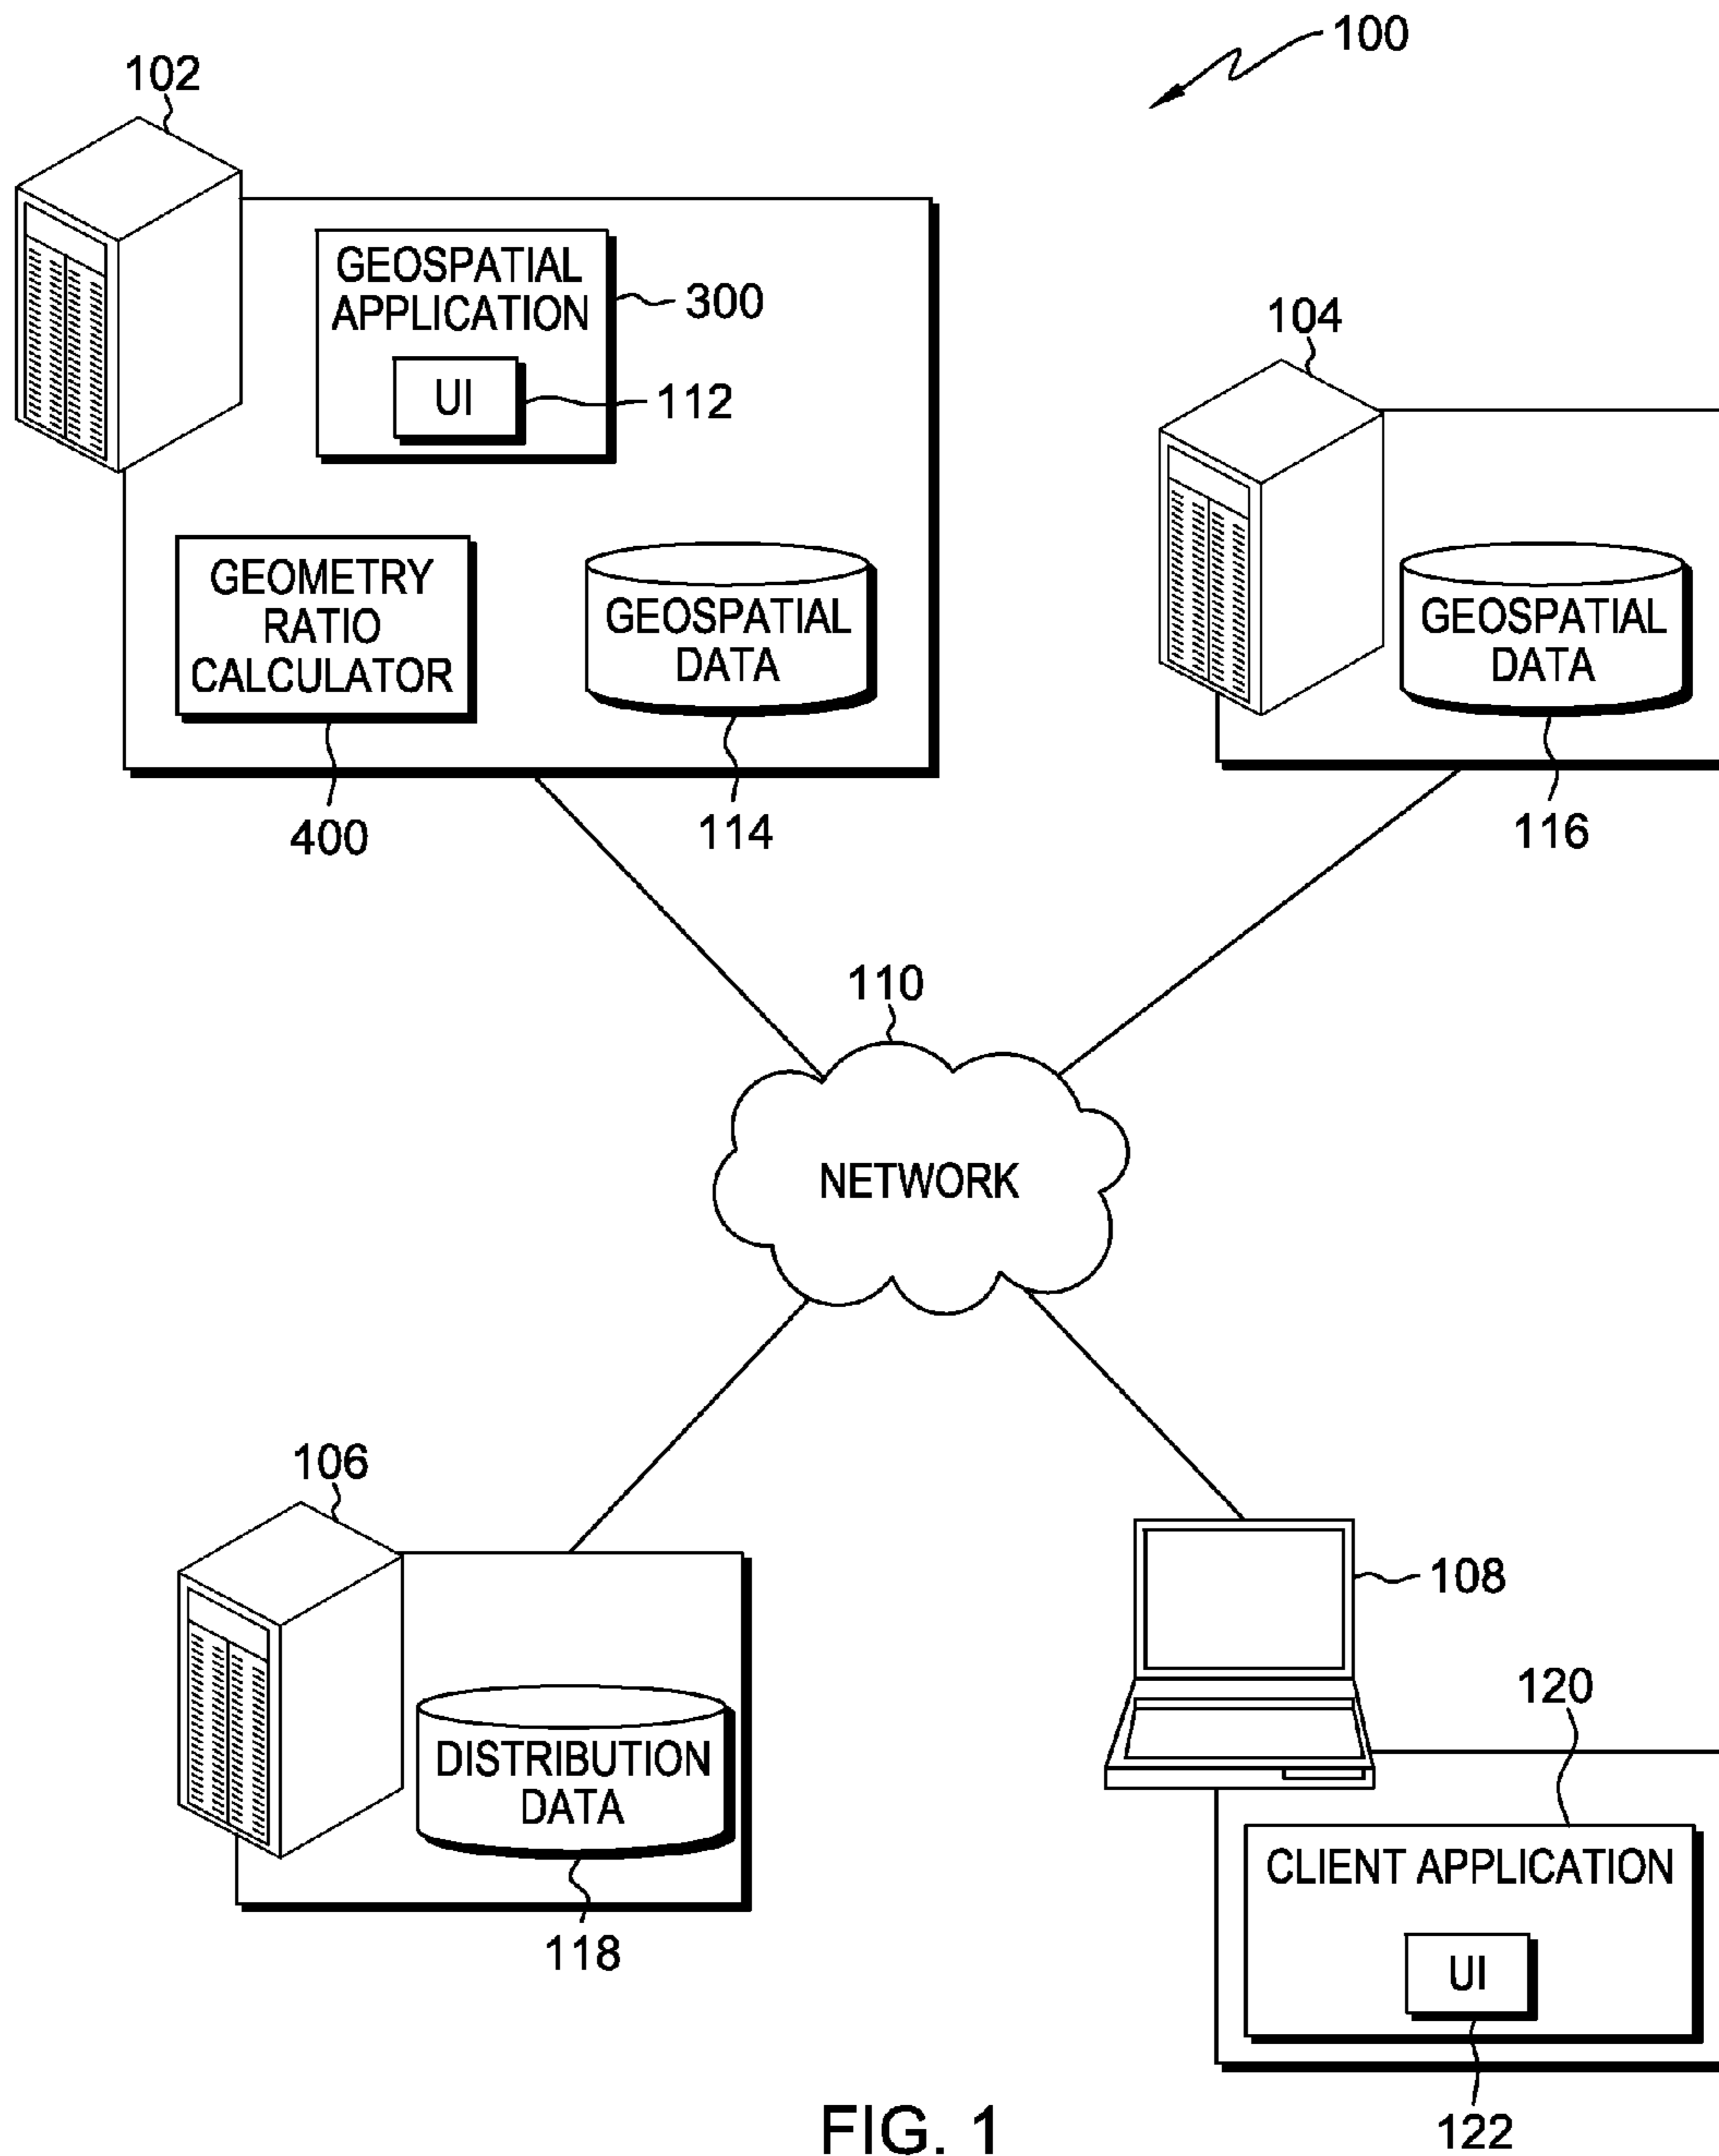 100
102
GEOSPATIAL
APPLICATION
300
UI
112
104
GEOMETRY
RATIO
CALCULATOR
GEOSPATIAL
DATA
GEOSPATIAL
DATA
400
114
116
110
NETWORK
106
108
120
DISTRIBUTION
DATA
CLIENT APPLICATION
118
UI
122
FIG. 1